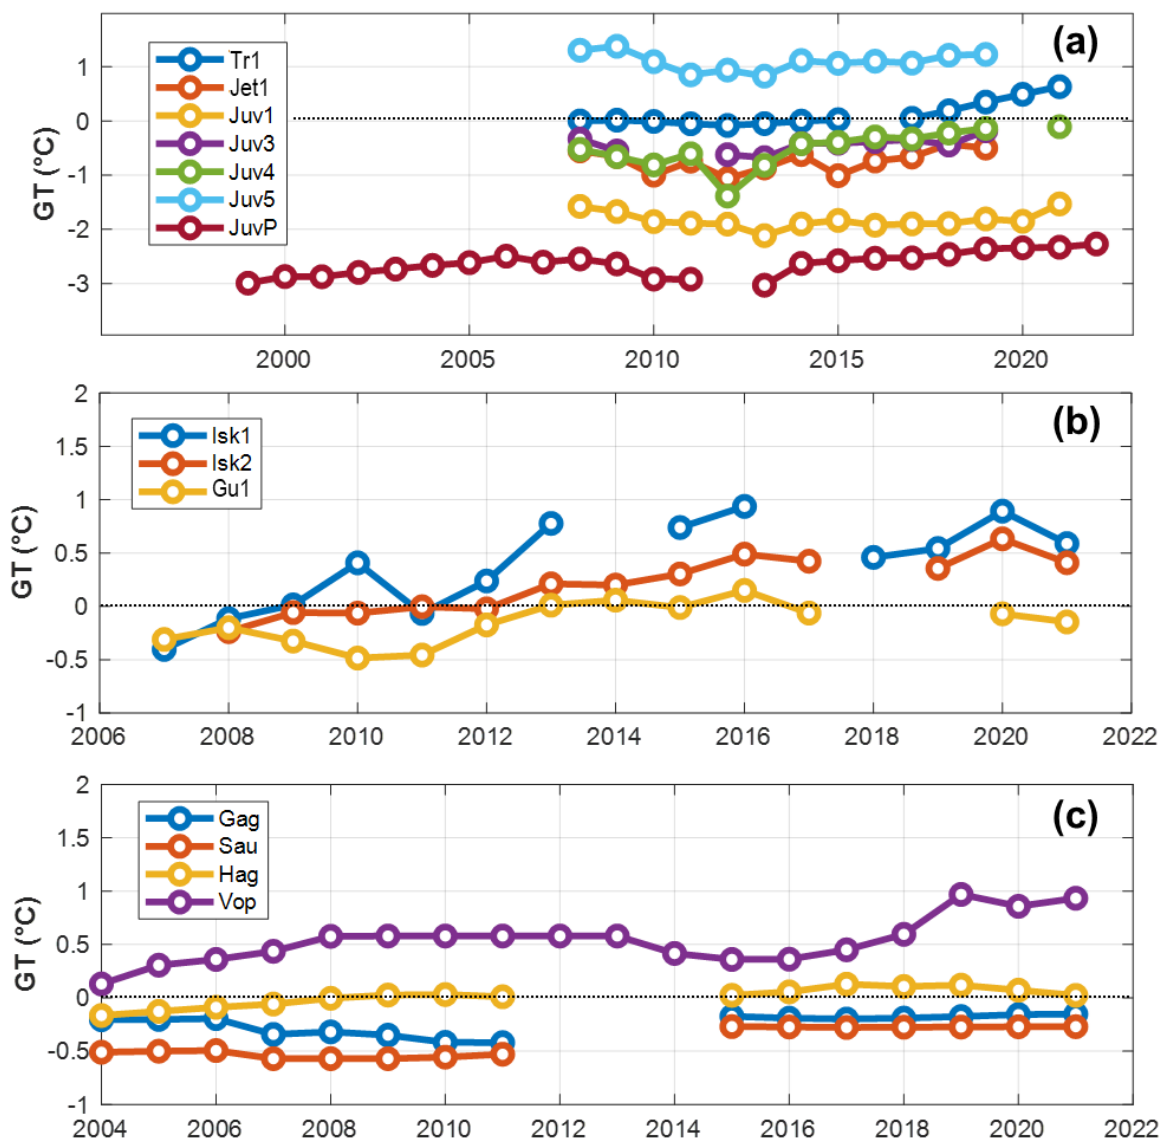 (a)
Tr1
Jet1
Juv1
Juv3
Juv4
Juv5
JuvP
GT (°C)
1
0
-1
-2
-3
2000 2005 2010 2015 2020
(b)
Isk1
Isk2
Gu1
GT (°C)
2
1.5
1
0.5
0
-0.5
-1
2006 2008 2010 2012 2014 2016 2018 2020 2022
(c)
Gag
Sau
Hag
Vop
GT (°C)
2
1.5
1
0.5
0
-0.5
-1
2004 2006 2008 2010 2012 2014 2016 2018 2020 2022